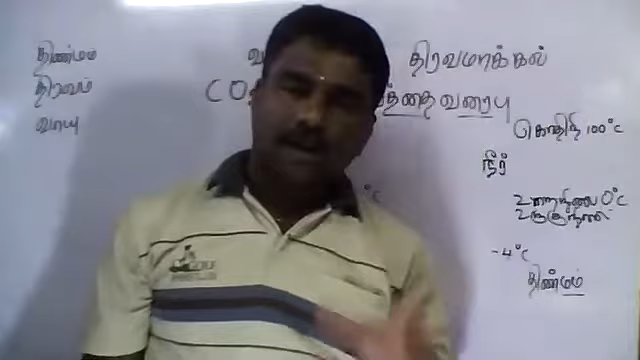 திண்மம்
திரவம்
வாயு
திரவமாக்கல்
CO
த்தைவரைபு
கொதிநி 100°C
நீர்
உறைநிலை 0°C
உருகுநிலை
°C
-4°C
திண்மம்